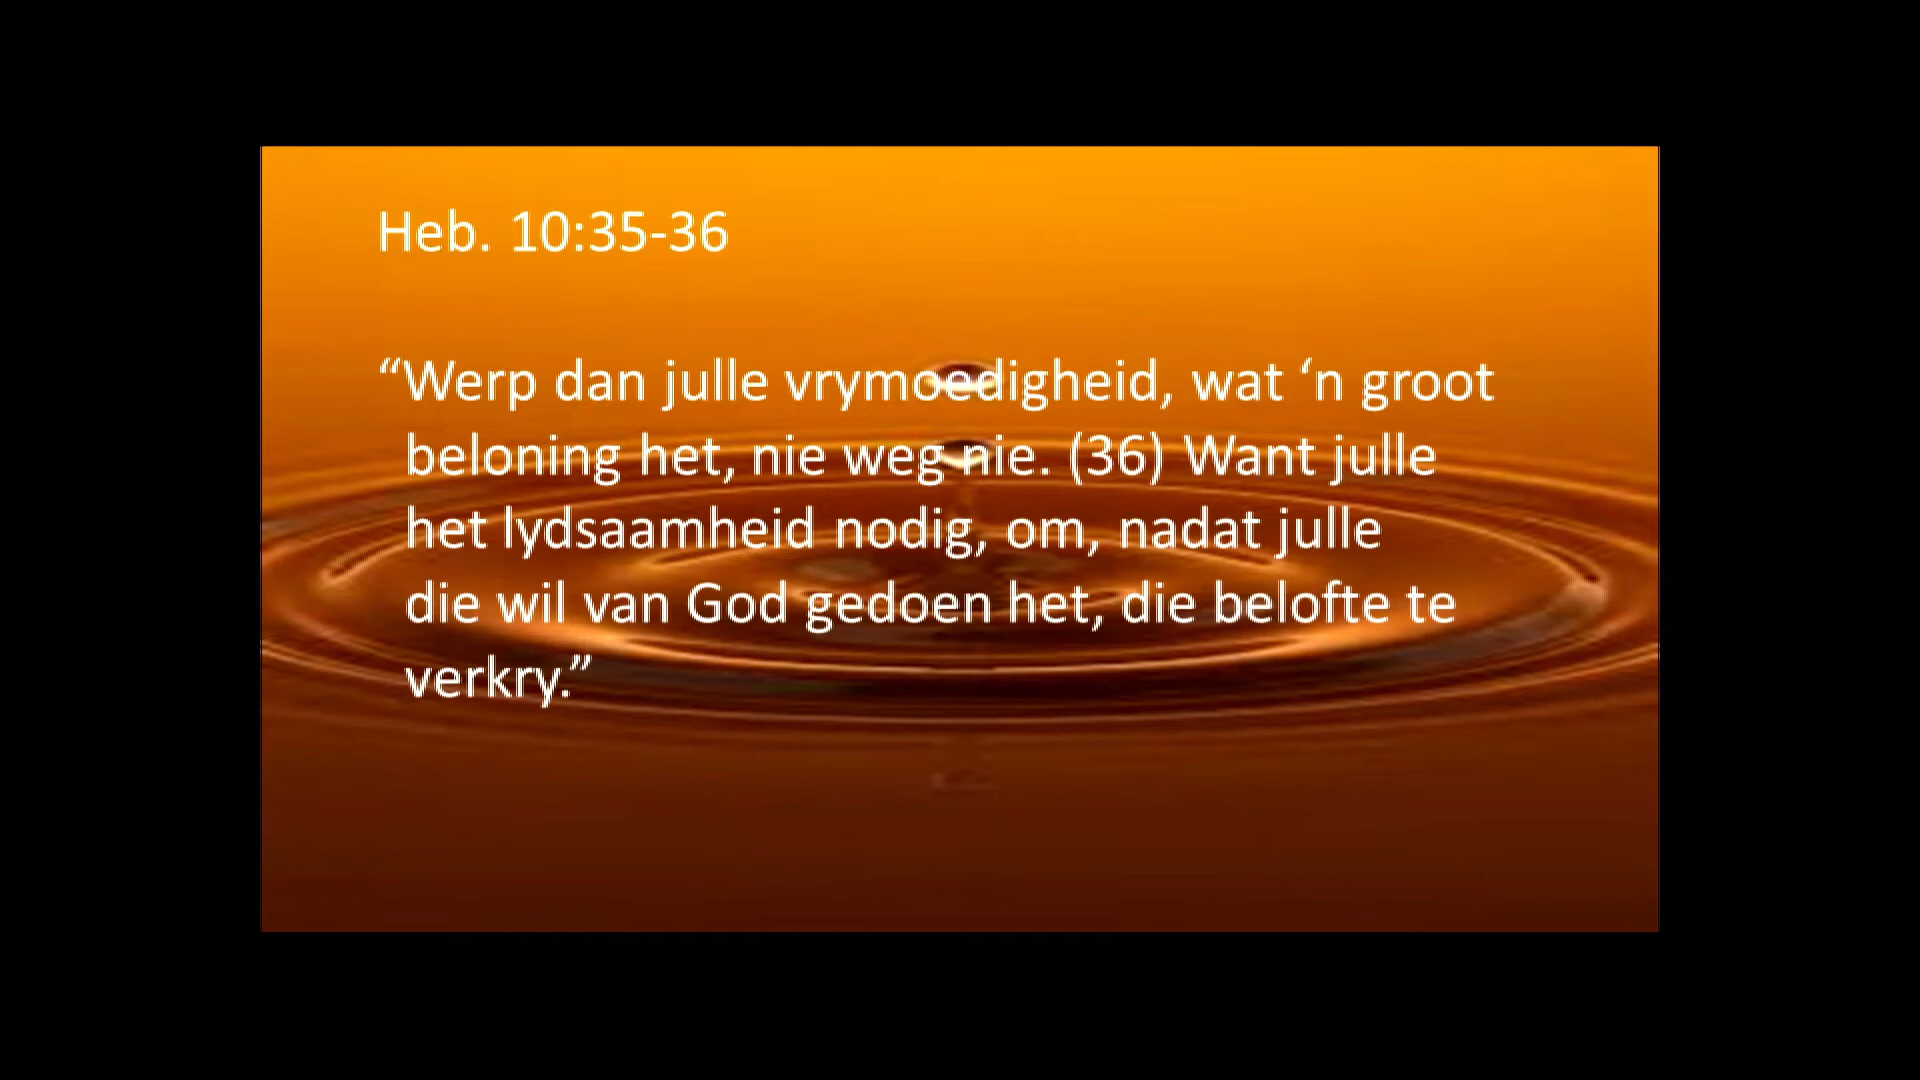 Heb. 10:35-36
“Werp dan julle vrymoedigheid, wat ‘n groot
beloning het, nie weg nie. (36) Want julle
het lydsaamheid nodig, om, nadat julle
die wil van God gedoen het, die belofte te
verkry.”